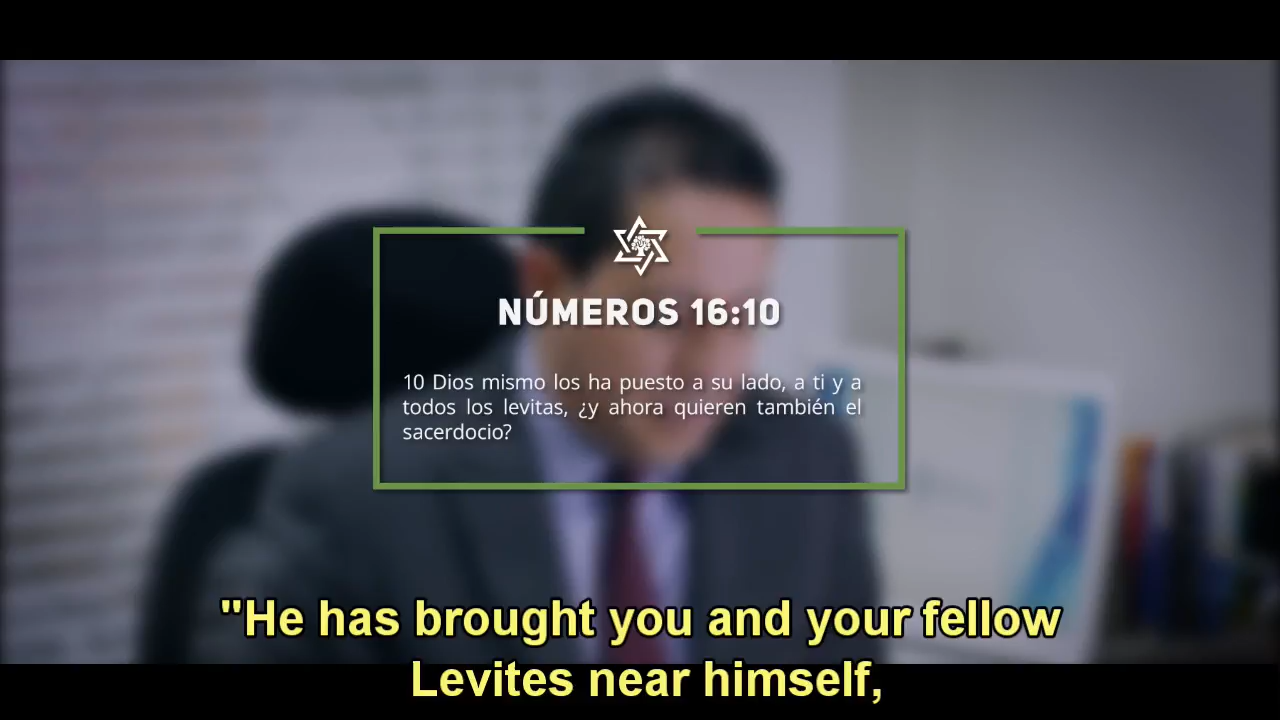 NÚMEROS 16:10
10 Dios mismo los ha puesto a su lado, a ti y a
todos los levitas, ¿y ahora quieren también el
sacerdocio?
"He has brought you and your fellow
Levites near himself,